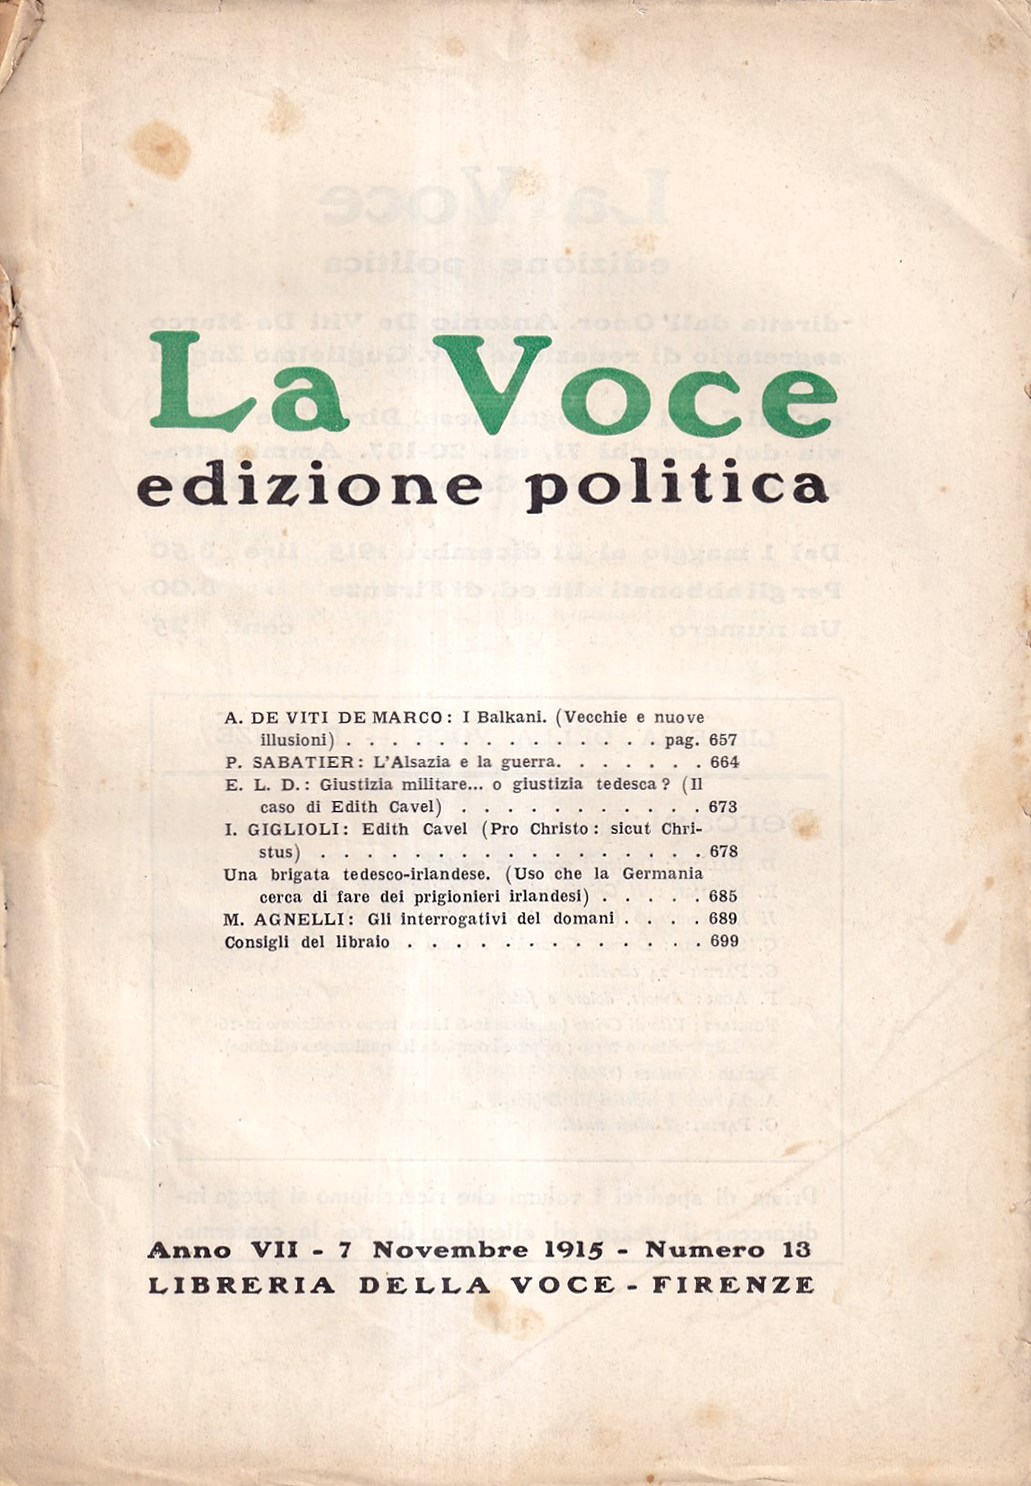 La Voce
edizione politica
A. DE VITI DE MARCO: I Balkani. (Vecchie e nuove
illusioni) . . . . . . . . . . . . . . pag. 657
P. SABATIER: L'Alsazia e la guerra. . . . . . . 664
E. L. D.: Giustizia militare... o giustizia tedesca? (Il
caso di Edith Cavel) . . . . . . . . . . . 673
I. GIGLIOLI: Edith Cavel (Pro Christo: sicut Chri-
stus) . . . . . . . . . . . . . . . . . 678
Una brigata tedesco-irlandese. (Uso che la Germania
cerca di fare dei prigionieri irlandesi) . . . . . 685
M. AGNELLI: Gli interrogativi del domani . . . . 689
Consigli del libraio . . . . . . . . . . . . . 699
Anno VII - 7 Novembre 1915 - Numero 13
LIBRERIA DELLA VOCE - FIRENZE